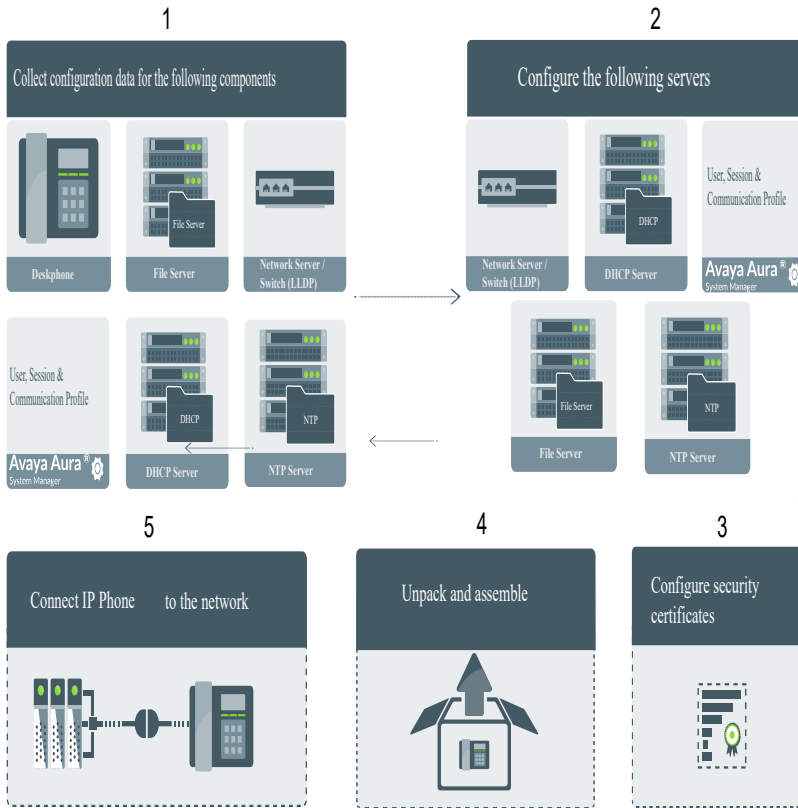 1
Collect configuration data for the following components
File Server
Deskphone
File Server
Network Server /
Switch (LLDP)
User, Session &
Communication Profile
Avaya Aura®
System Manager
DHCP
DHCP Server
NTP
NTP Server
2
Configure the following servers
Network Server /
Switch (LLDP)
DHCP
DHCP Server
User, Session &
Communication Profile
Avaya Aura®
System Manager
File Server
File Server
NTP
NTP Server
3
Configure security
certificates
4
Unpack and assemble
5
Connect IP Phone to the network